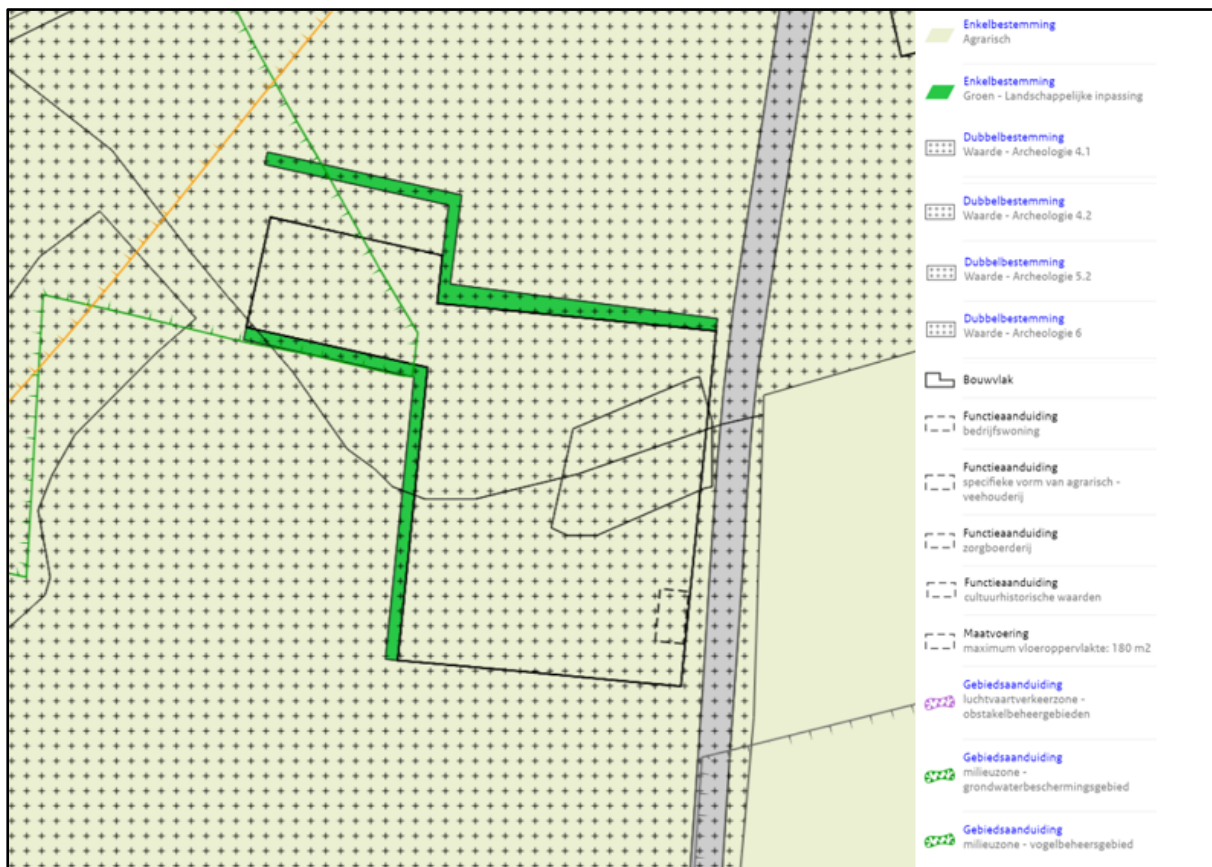 Enkelbestemming
Agrarisch
Enkelbestemming
Groen - Landschappelijke inpassing
Dubbelbestemming
Waarde - Archeologie 4.1
Dubbelbestemming
Waarde - Archeologie 4.2
Dubbelbestemming
Waarde - Archeologie 5.2
Dubbelbestemming
Waarde - Archeologie 6
Bouwvlak
Functieaanduiding
bedrijfswoning
Functieaanduiding
specifieke vorm van agrarisch -
veehouderij
Functieaanduiding
zorgboerderij
Functieaanduiding
cultuurhistorische waarden
Maatvoering
maximum vloeroppervlakte: 180 m2
Gebiedsaanduiding
luchtvaartverkeerzone -
obstakelbeheergebieden
Gebiedsaanduiding
milieuzone -
grondwaterbeschermingsgebied
Gebiedsaanduiding
milieuzone - vogelbeheersgebied